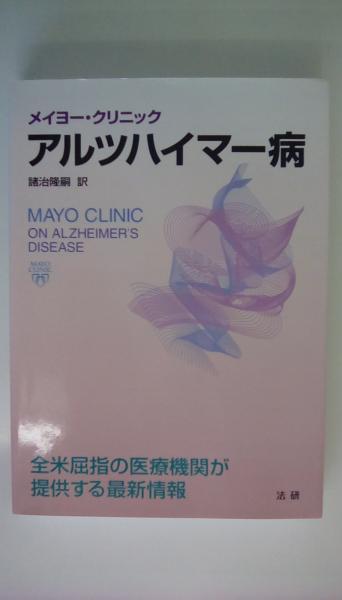 メイヨー・クリニック
アルツハイマー病
諸治隆嗣 訳
MAYO CLINIC
ON ALZHEIMER'S
DISEASE
MAYO
CLINIC
全米屈指の医療機関が
提供する最新情報
法研